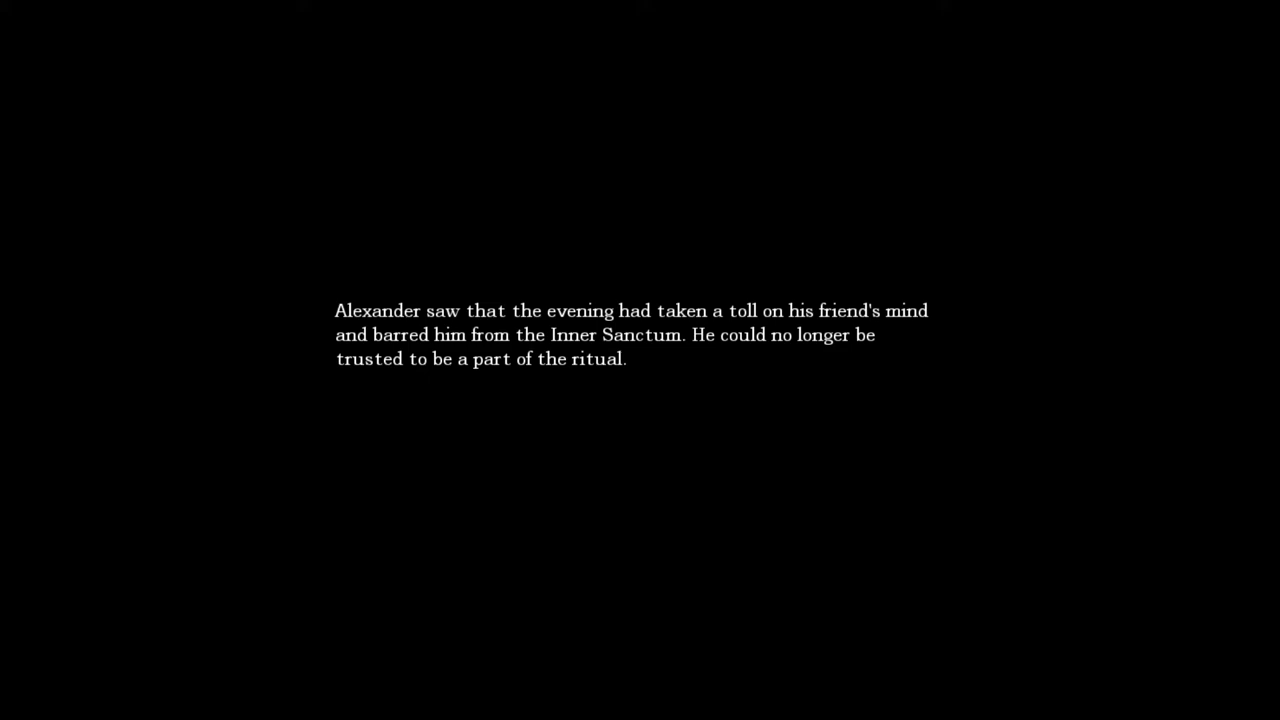 Alexander saw that the evening had taken a toll on his friend's mind
and barred him from the Inner Sanctum. He could no longer be
trusted to be a part of the ritual.